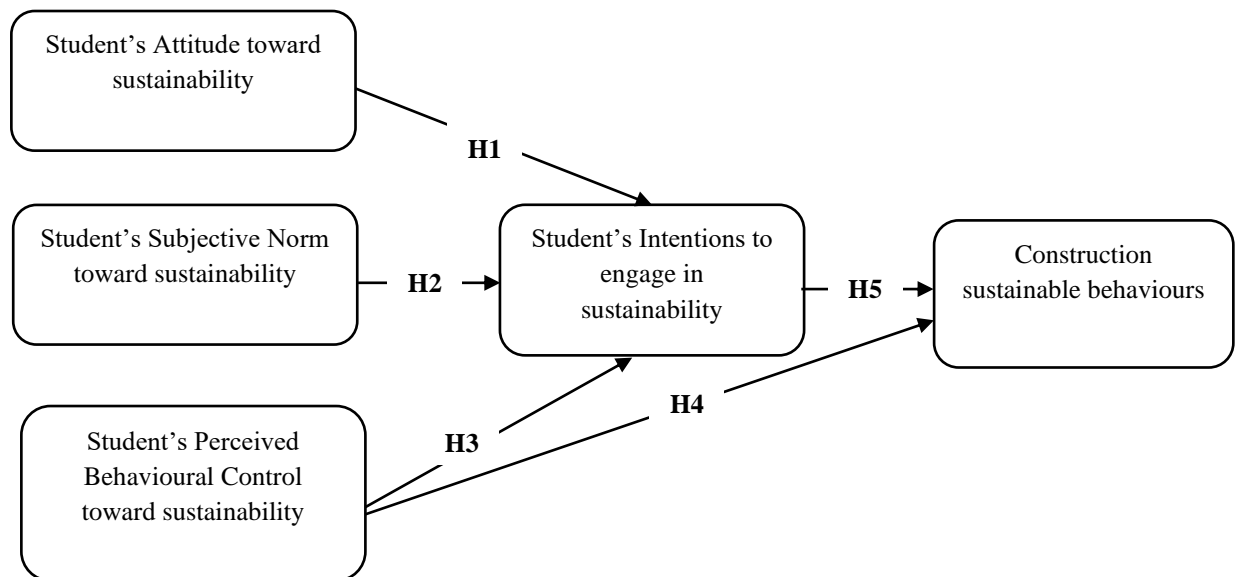 Student’s Attitude toward
sustainability
H1
Student’s Subjective Norm
toward sustainability
H2
Student’s Intentions to
engage in
sustainability
H5
Construction
sustainable behaviours
H4
H3
Student’s Perceived
Behavioural Control
toward sustainability